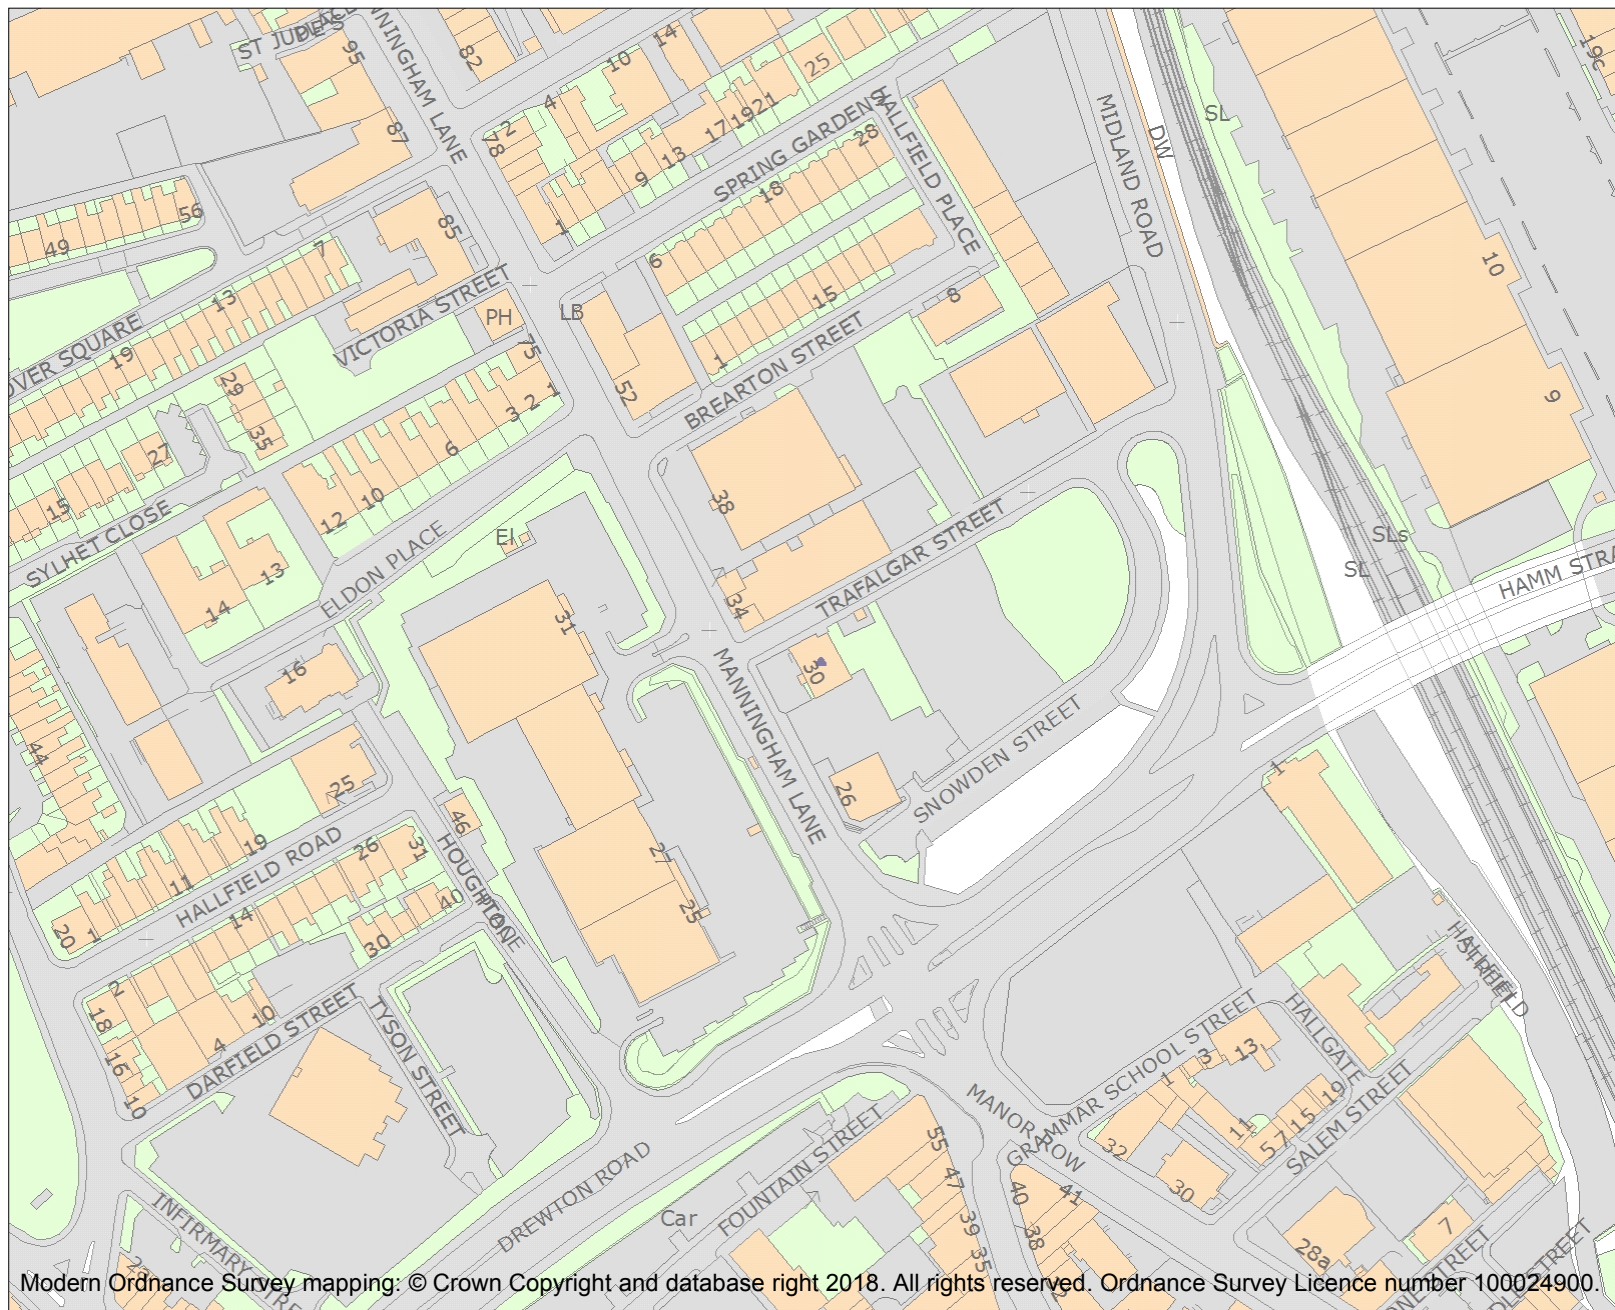 ST JUDE'S
PLACE
95
MANNINGHAM LANE
82
10
14
25
4
2
78
87
21
19
17
13
9
1
SPRING GARDENS
HALLFIELD PLACE
28
18
6
MIDLAND ROAD
DW
SL
19c
10
9
56
49
7
85
VICTORIA STREET
13
PH
LB
75
OVER SQUARE
19
15
8
1
BREARTON STREET
52
29
35
27
15
3 2 1
6
10
12
SYLHET CLOSE
ELDON PLACE
El
13
14
38
34
TRAFALGAR STREET
SLs
SL
HAMM STRA
31
16
30
MANNINGHAM LANE
44
25
26
SNOWDEN STREET
1
46
HOUGHTON
PLACE
27
25
19
11
HALLFIELD ROAD
26
31
20
1
14
40
30
2
18
16
10
4
10
DARFIELD STREET
TYSON STREET
HALLFIELD
STREET
HALLGATE
GRAMMAR SCHOOL STREET
13
3
1
19
15
7
5
11
SALEM STREET
MANOR ROW
32
30
55
47
39
35
40
38
41
28a
7
DREWTON ROAD
FOUNTAIN STREET
Car
INFIRMARY
Modern Ordnance Survey mapping: © Crown Copyright and database right 2018. All rights reserved. Ordnance Survey Licence number 100024900.